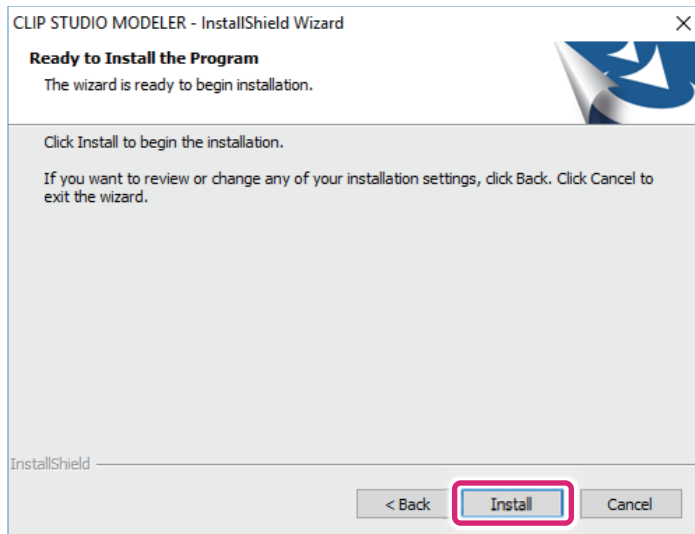 CLIP STUDIO MODELER - InstallShield Wizard
Ready to Install the Program
The wizard is ready to begin installation.
Click Install to begin the installation.
If you want to review or change any of your installation settings, click Back. Click Cancel to
exit the wizard.
InstallShield
< Back Install Cancel